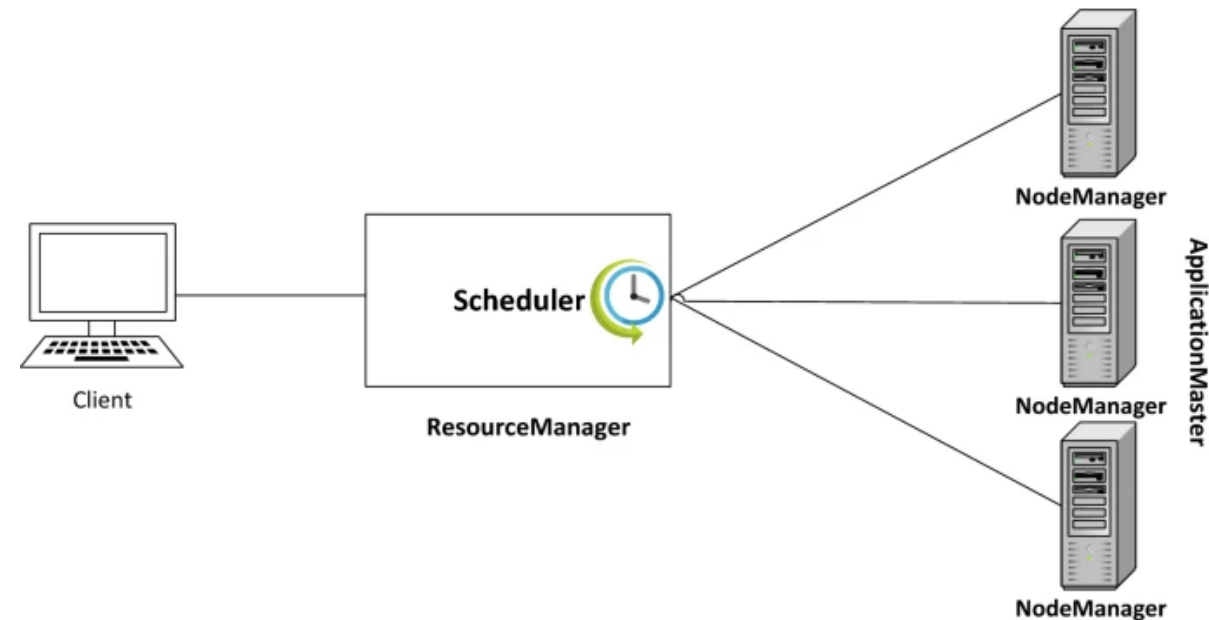 Client
Scheduler
ResourceManager
NodeManager
NodeManager
NodeManager
ApplicationMaster